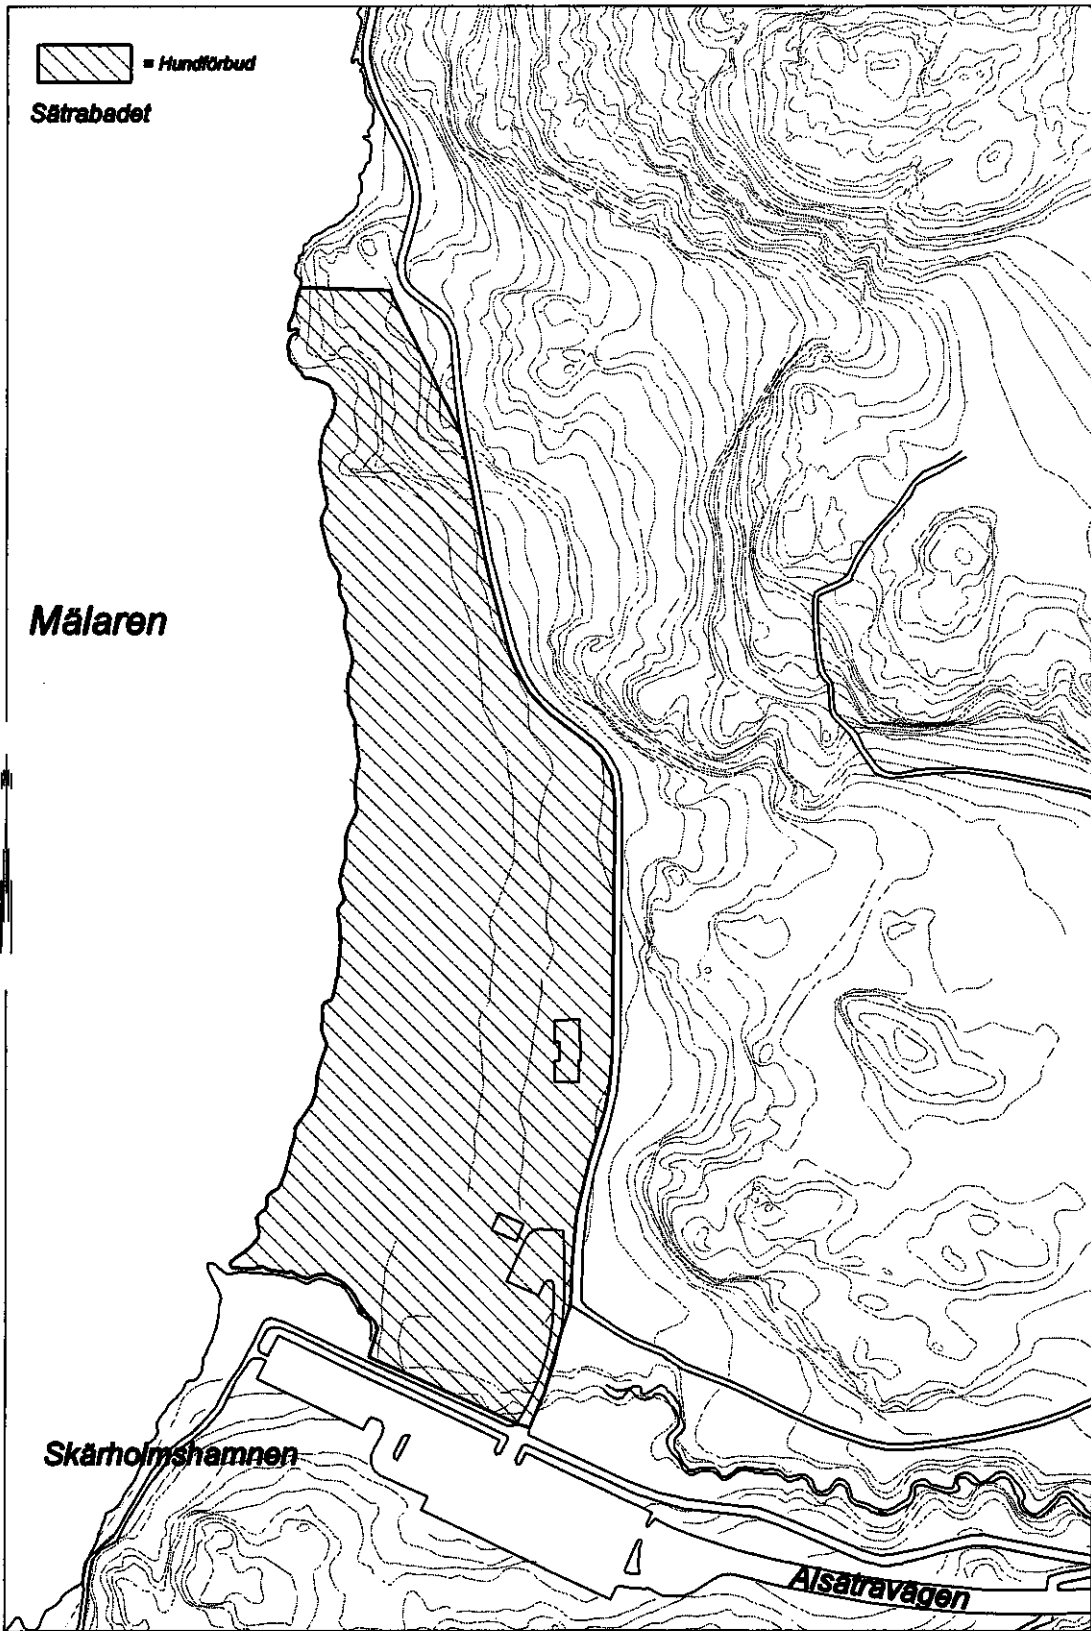 = Hundförbud
Sätrabadet
Mälaren
Skärholmshamnen
Alsätravägen